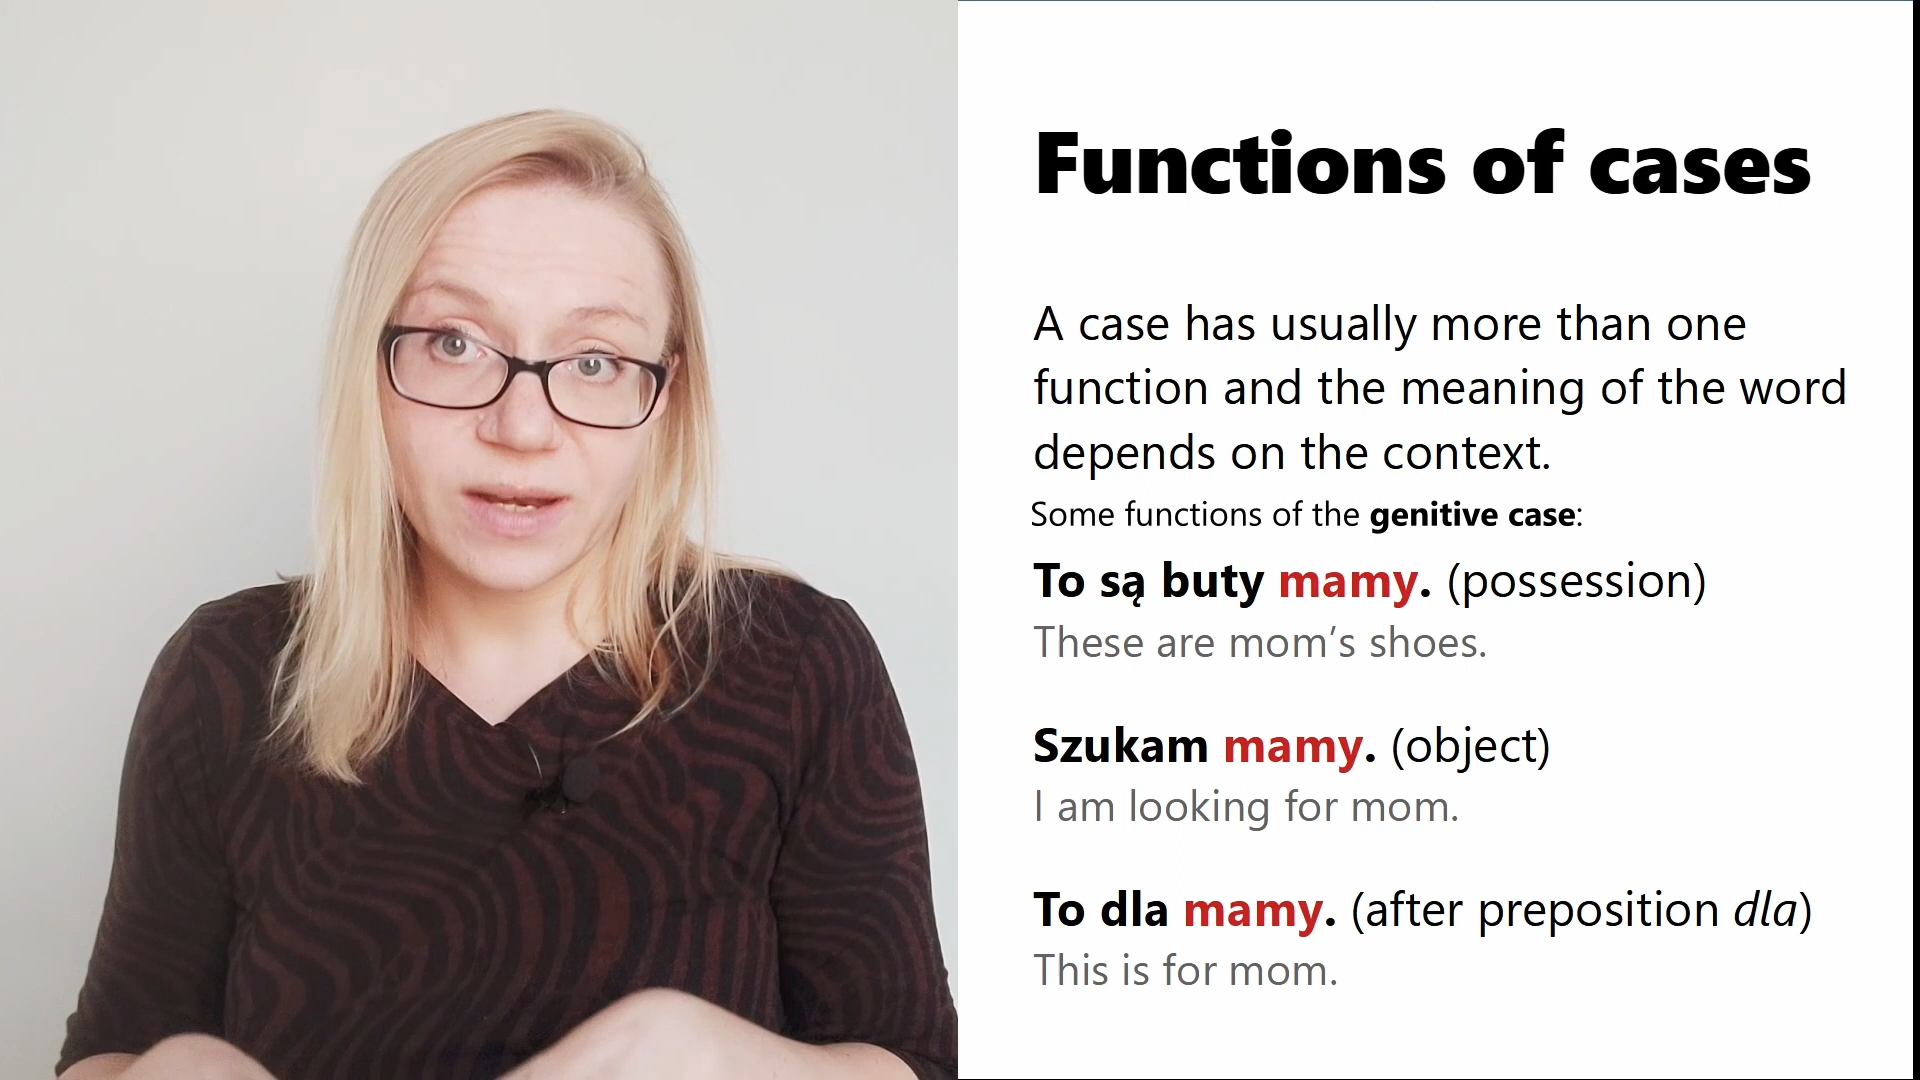 Functions of cases
A case has usually more than one
function and the meaning of the word
depends on the context.
Some functions of the genitive case:
To są buty mamy. (possession)
These are mom’s shoes.
Szukam mamy. (object)
I am looking for mom.
To dla mamy. (after preposition dla)
This is for mom.